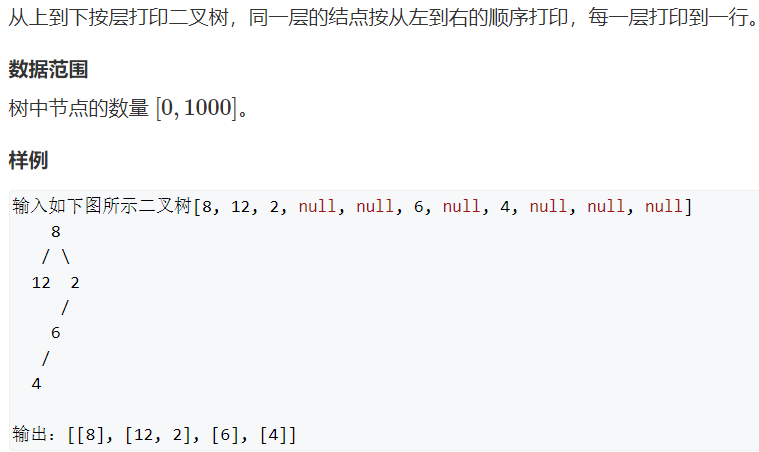 从上到下按层打印二叉树，同一层的结点按从左到右的顺序打印，每一层打印到一行。
数据范围
树中节点的数量 [0, 1000]。
样例
输入如下图所示二叉树[8, 12, 2, null, null, 6, null, 4, null, null, null]
    8
   / \
  12  2
     /
    6
   /
  4
输出：[[8], [12, 2], [6], [4]]